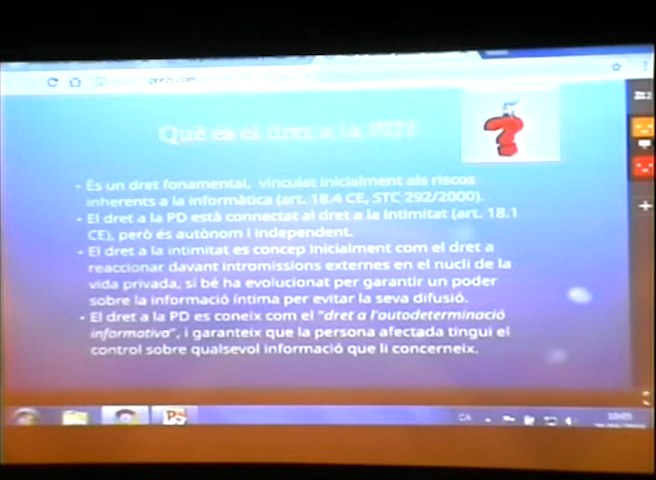 Què és el dret a la PD?
• És un dret fonamental, vinculat inicialment als riscos
inherents a la informàtica (art. 18.4 CE, STC 292/2000).
• El dret a la PD està connectat al dret a la intimitat (art. 18.1
CE), però és autònom i independent.
• El dret a la intimitat es concep inicialment com el dret a
reaccionar davant intromissions externes en el nucli de la
vida privada, si bé ha evolucionat per garantir un poder
sobre la informació íntima per evitar la seva difusió.
• El dret a la PD es coneix com el "dret a l'autodeterminació
informativa", i garanteix que la persona afectada tingui el
control sobre qualsevol informació que li concerneix.
CA